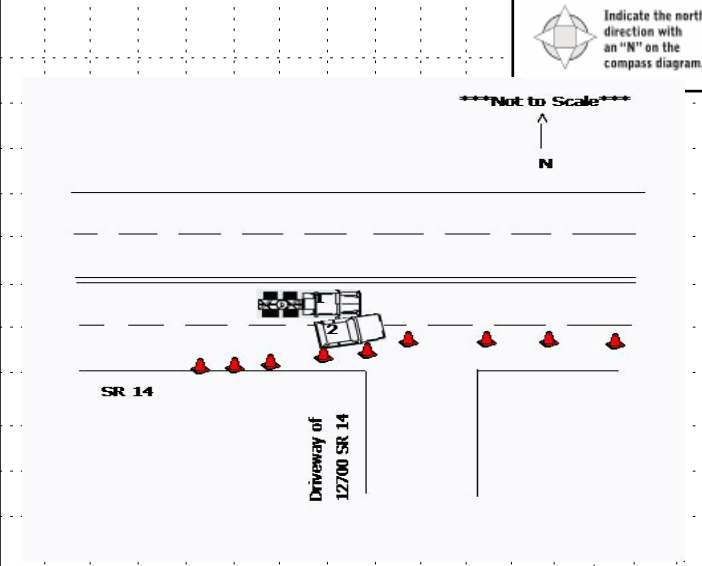 Indicate the north
direction with
an "N" on the
compass diagram.
***Not to Scale***
N
1
2
SR 14
Driveway of
12700 SR 14